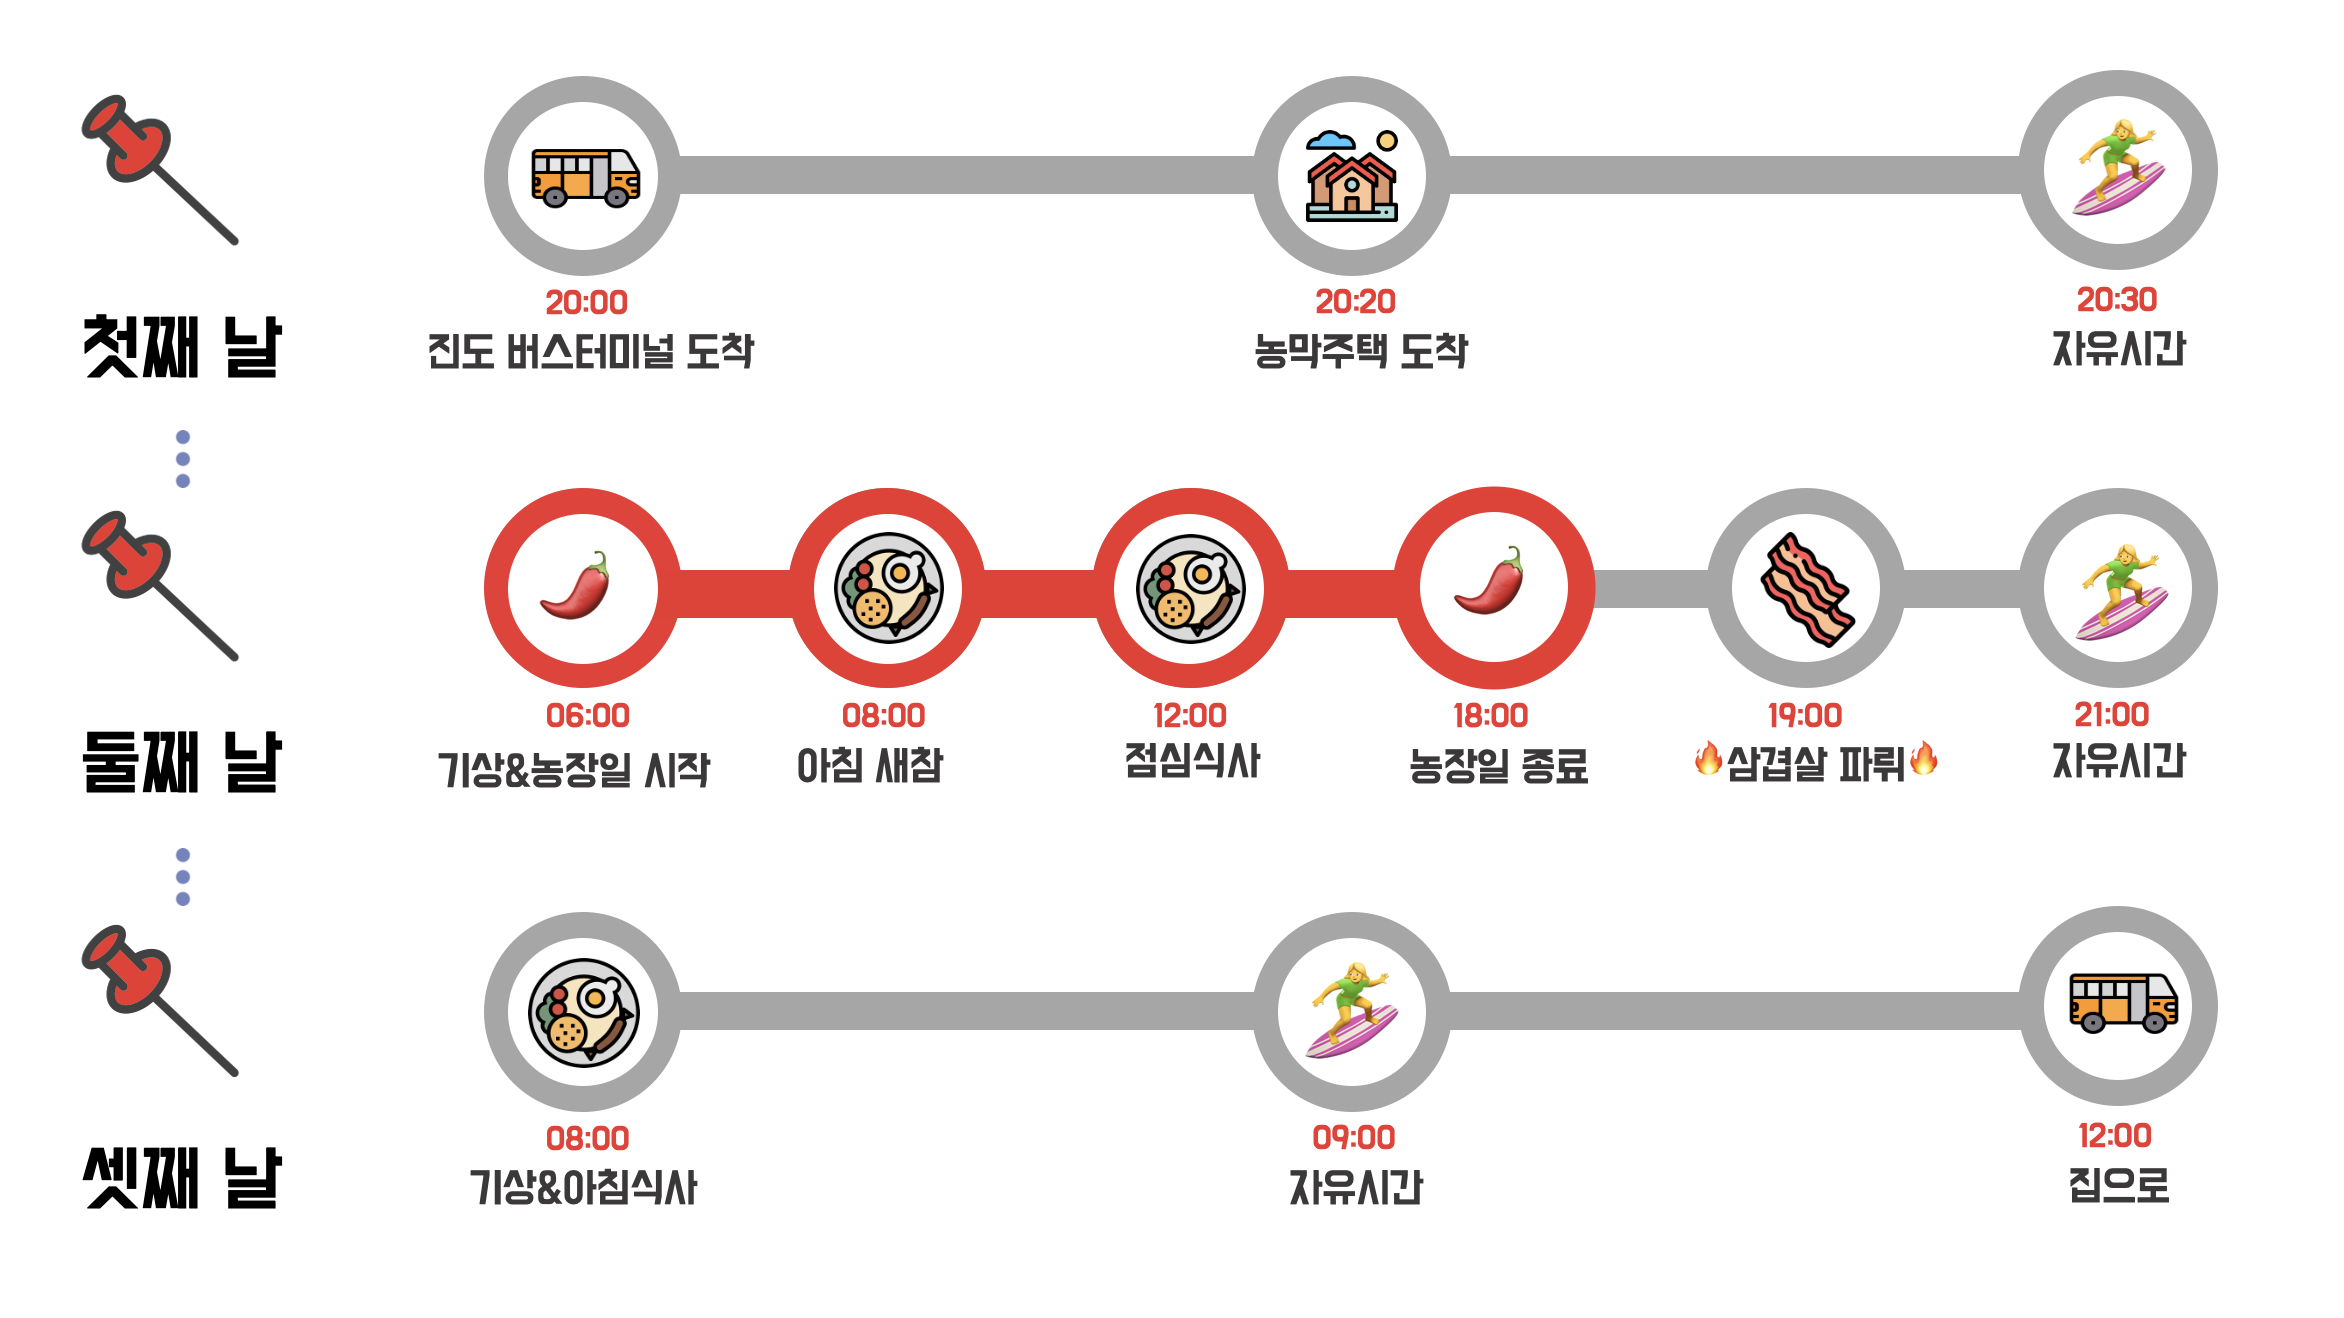 첫째 날
20:00
진도 버스터미널 도착
20:20
농막주택 도착
20:30
자유시간
둘째 날
06:00
기상&농장일 시작
08:00
아침 새참
12:00
점심식사
18:00
농장일 종료
19:00
🔥삼겹살 파뤼🔥
21:00
자유시간
셋째 날
08:00
기상&아침식사
09:00
자유시간
12:00
집으로